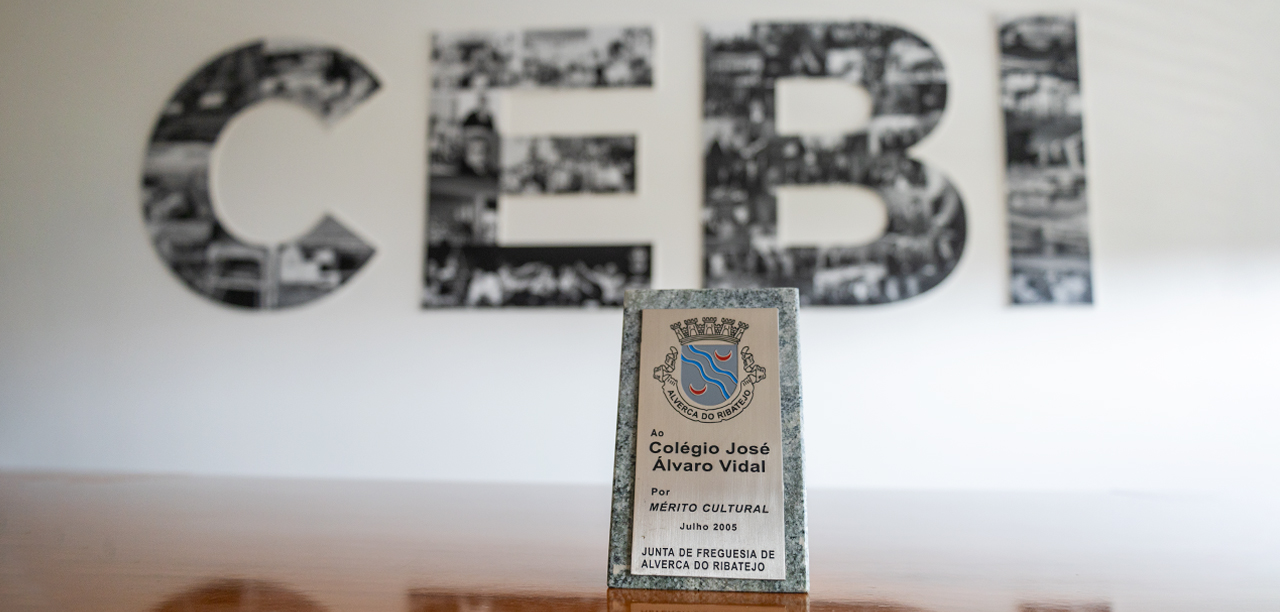 CEBI
ALVERCA DO RIBATEJO
Ao
Colégio José
Álvaro Vidal
Por
MÉRITO CULTURAL
Julho 2005
JUNTA DE FREGUESIA DE
ALVERCA DO RIBATEJO